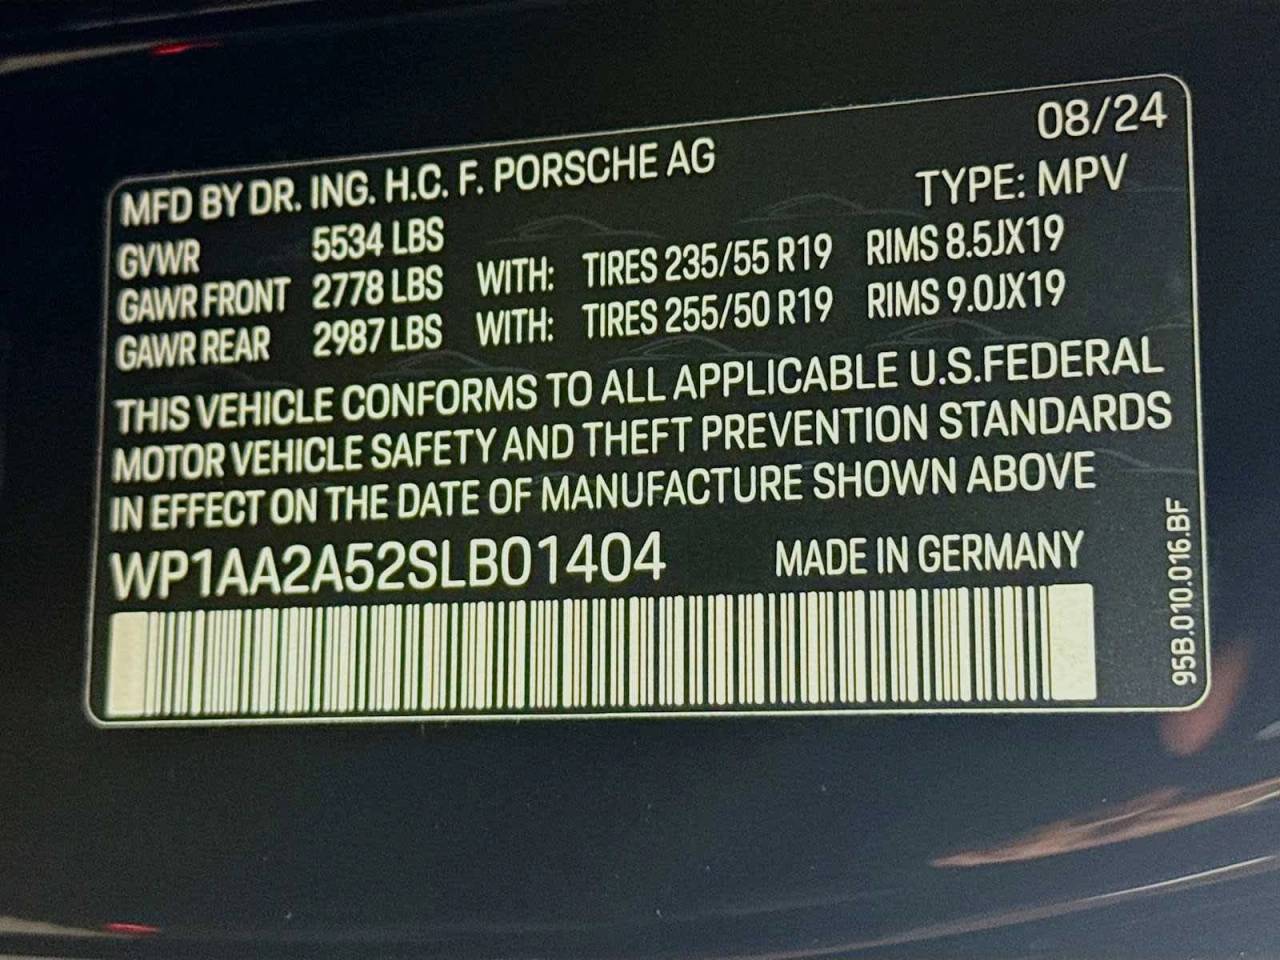 08/24
MFD BY DR. ING. H.C. F. PORSCHE AG
TYPE: MPV
GVWR 5534 LBS
GAWR FRONT 2778 LBS WITH: TIRES 235/55 R19 RIMS 8.5JX19
GAWR REAR 2987 LBS WITH: TIRES 255/50 R19 RIMS 9.0JX19
THIS VEHICLE CONFORMS TO ALL APPLICABLE U.S.FEDERAL
MOTOR VEHICLE SAFETY AND THEFT PREVENTION STANDARDS
IN EFFECT ON THE DATE OF MANUFACTURE SHOWN ABOVE
WP1AA2A52SLB01404 MADE IN GERMANY
95B.010.016.BF